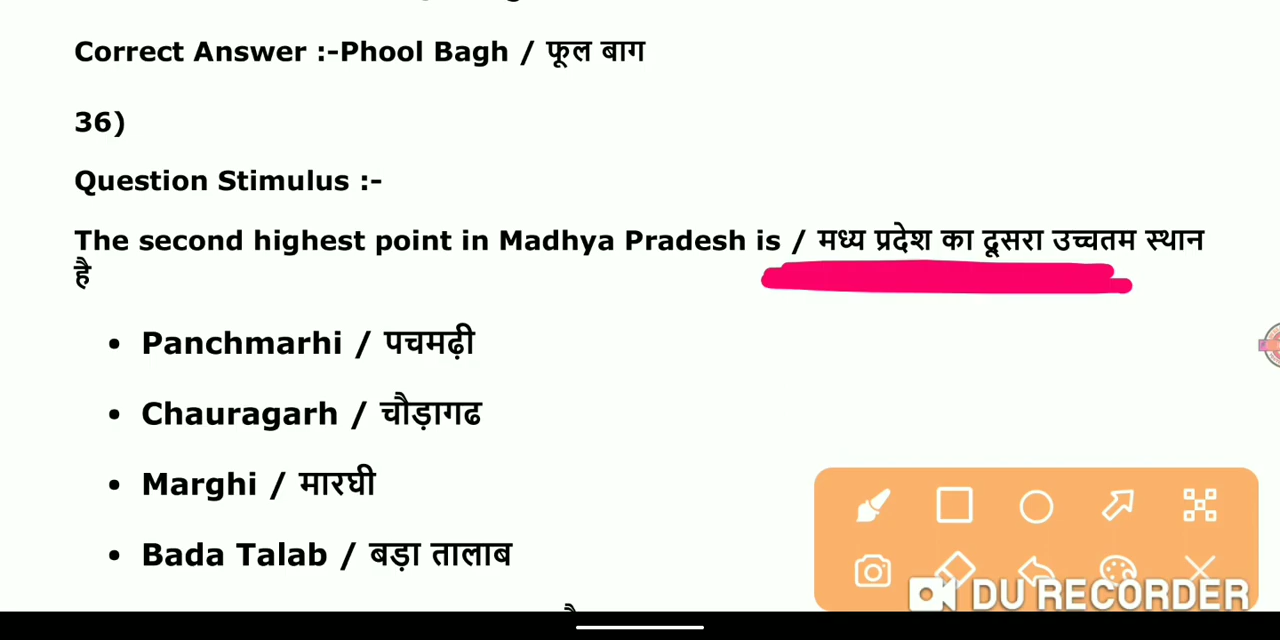 Correct Answer :-Phool Bagh / फूल बाग
36)
Question Stimulus :-
The second highest point in Madhya Pradesh is / मध्य प्रदेश का दूसरा उच्चतम स्थान
है
• Panchmarhi / पचमढ़ी
• Chauragarh / चौड़ागढ
• Marghi / मारघी
• Bada Talab / बड़ा तालाब
DU RECORDER